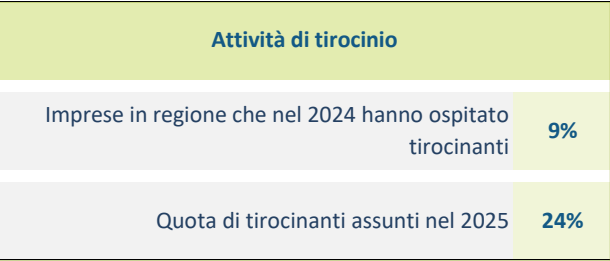 Attività di tirocinio
Imprese in regione che nel 2024 hanno ospitato
tirocinanti
9%
Quota di tirocinanti assunti nel 2025
24%